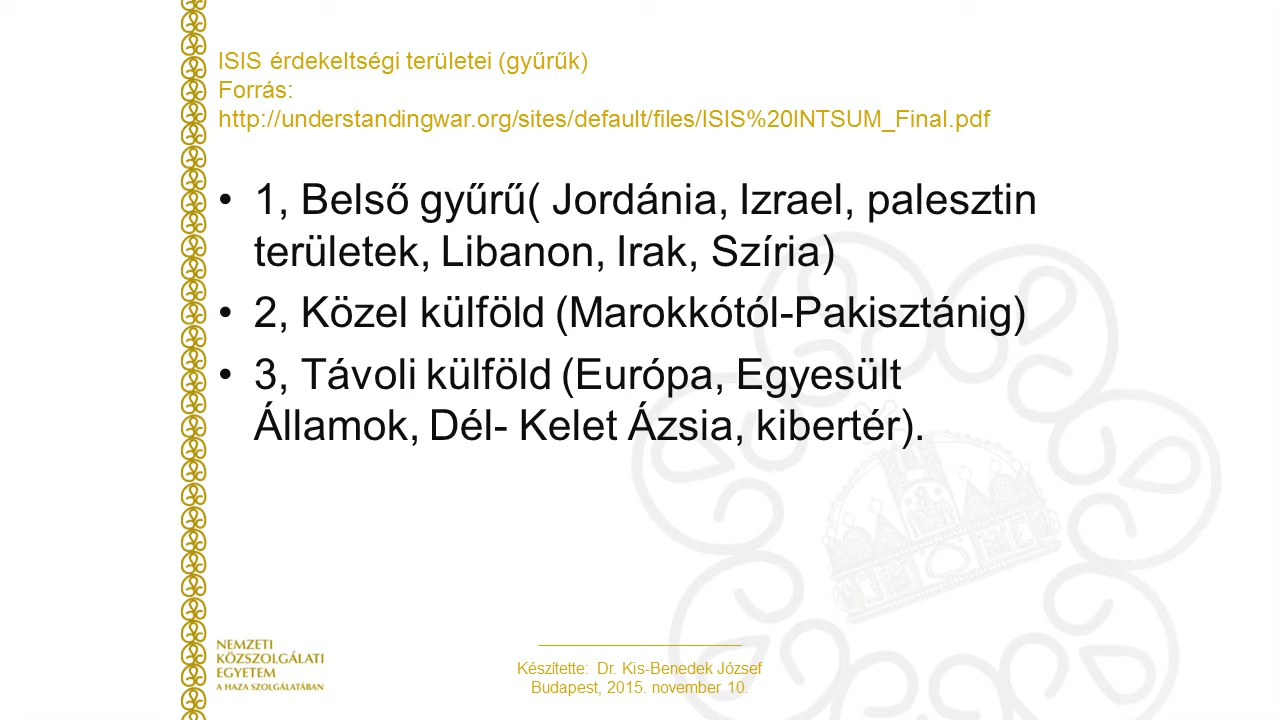 ISIS érdekeltségi területei (gyűrűk)
Forrás:
http://understandingwar.org/sites/default/files/ISIS%20INTSUM_Final.pdf
• 1, Belső gyűrű( Jordánia, Izrael, palesztin
területek, Libanon, Irak, Szíria)
• 2, Közel külföld (Marokkótól-Pakisztánig)
• 3, Távoli külföld (Európa, Egyesült
Államok, Dél- Kelet Ázsia, kibertér).
NEMZETI
KÖZSZOLGÁLATI
EGYETEM
A HAZA SZOLGÁLATÁBAN
Készítette: Dr. Kis-Benedek József
Budapest, 2015. november 10.